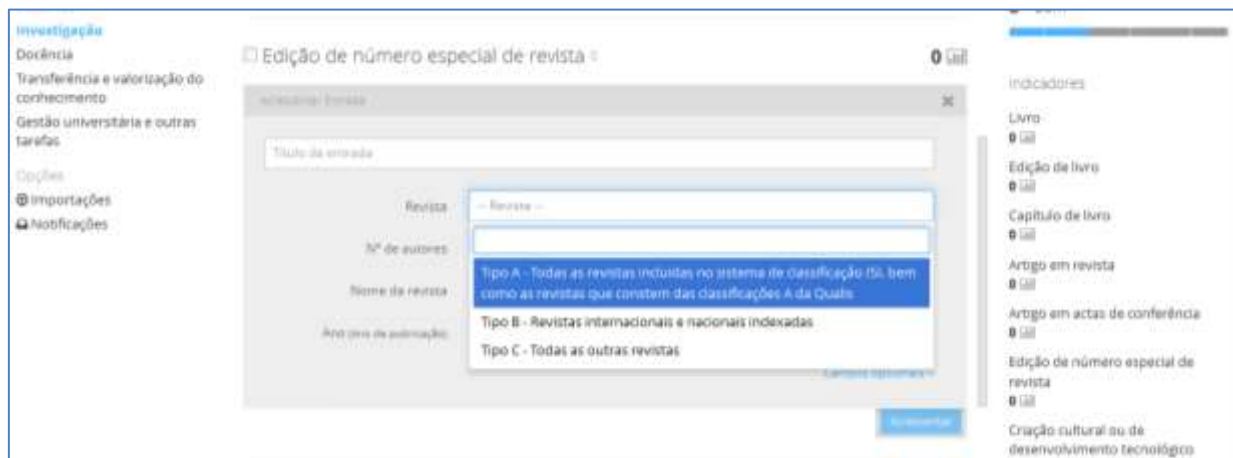 Investigação
Docência
Transferência e valorização do
conhecimento
Gestão universitária e outras
tarefas
Opções
Importações
Notificações
Edição de número especial de revista
0
Acrescentar Entrada
Título da entrada
Revista
-- Revista --
Nº de autores
Nome da revista
Tipo A - Todas as revistas incluídas no sistema de classificação ISI, bem
como as revistas que constem das classificações A da Qualis
Tipo B - Revistas internacionais e nacionais indexadas
Tipo C - Todas as outras revistas
Campos opcionais
Acrescentar
Indicadores
Livro
0
Edição de livro
0
Capítulo de livro
0
Artigo em revista
0
Artigo em actas de conferência
0
Edição de número especial de
revista
0
Criação cultural ou de
desenvolvimento tecnológico